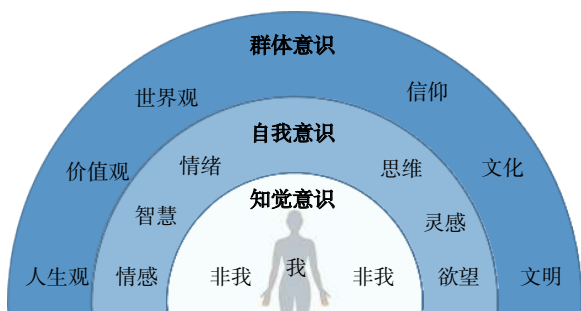 群体意识
世界观
信仰
价值观
文化
人生观
文明
自我意识
情绪
思维
智慧
灵感
情感
欲望
知觉意识
非我
我
非我